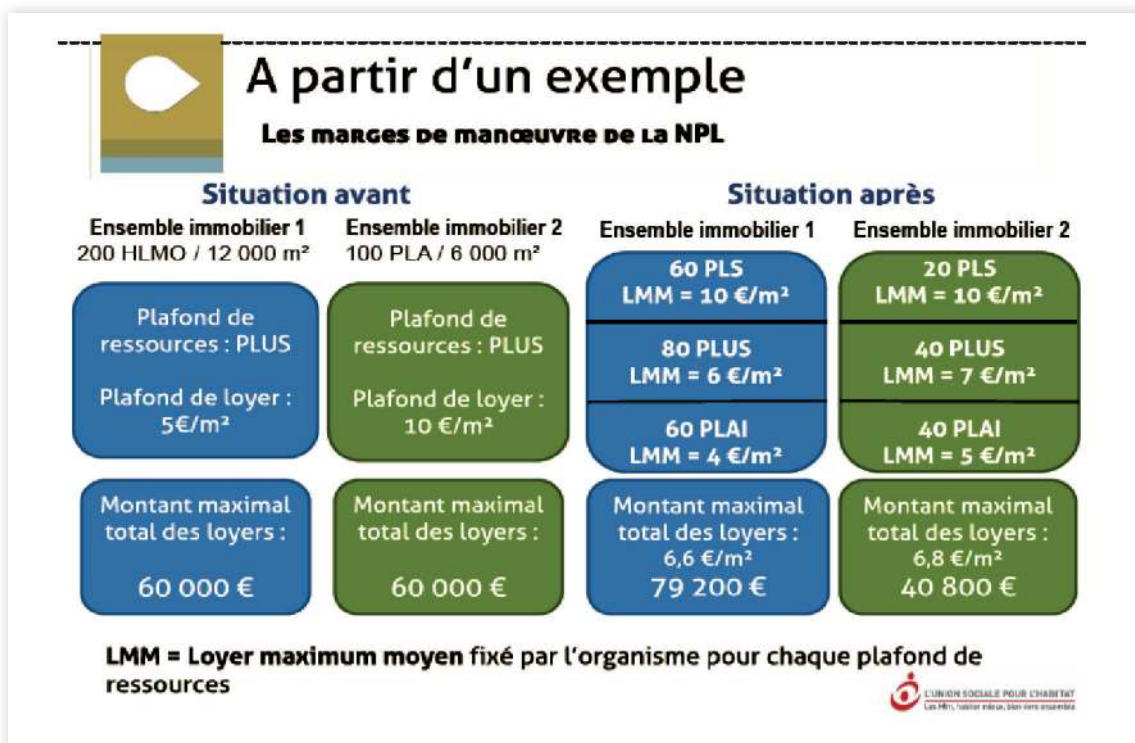 A partir d'un exemple
Les marges de manœuvre de la NPL
Situation avant
Ensemble immobilier 1
200 HLMO / 12 000 m²
Ensemble immobilier 2
100 PLA / 6 000 m²
Plafond de
ressources : PLUS
Plafond de loyer :
5€/m²
Plafond de
ressources : PLUS
Plafond de loyer :
10 €/m²
Montant maximal
total des loyers :
60 000 €
Montant maximal
total des loyers :
60 000 €
Situation après
Ensemble immobilier 1
Ensemble immobilier 2
60 PLS
LMM = 10 €/m²
80 PLUS
LMM = 6 €/m²
60 PLAI
LMM = 4 €/m²
20 PLS
LMM = 10 €/m²
40 PLUS
LMM = 7 €/m²
40 PLAI
LMM = 5 €/m²
Montant maximal
total des loyers :
6,6 €/m²
79 200 €
Montant maximal
total des loyers :
6,8 €/m²
40 800 €
LMM = Loyer maximum moyen fixé par l'organisme pour chaque plafond de
ressources
L'UNION SOCIALE POUR L'HABITAT
Les Hlm, habiter mieux, bien vivre ensemble